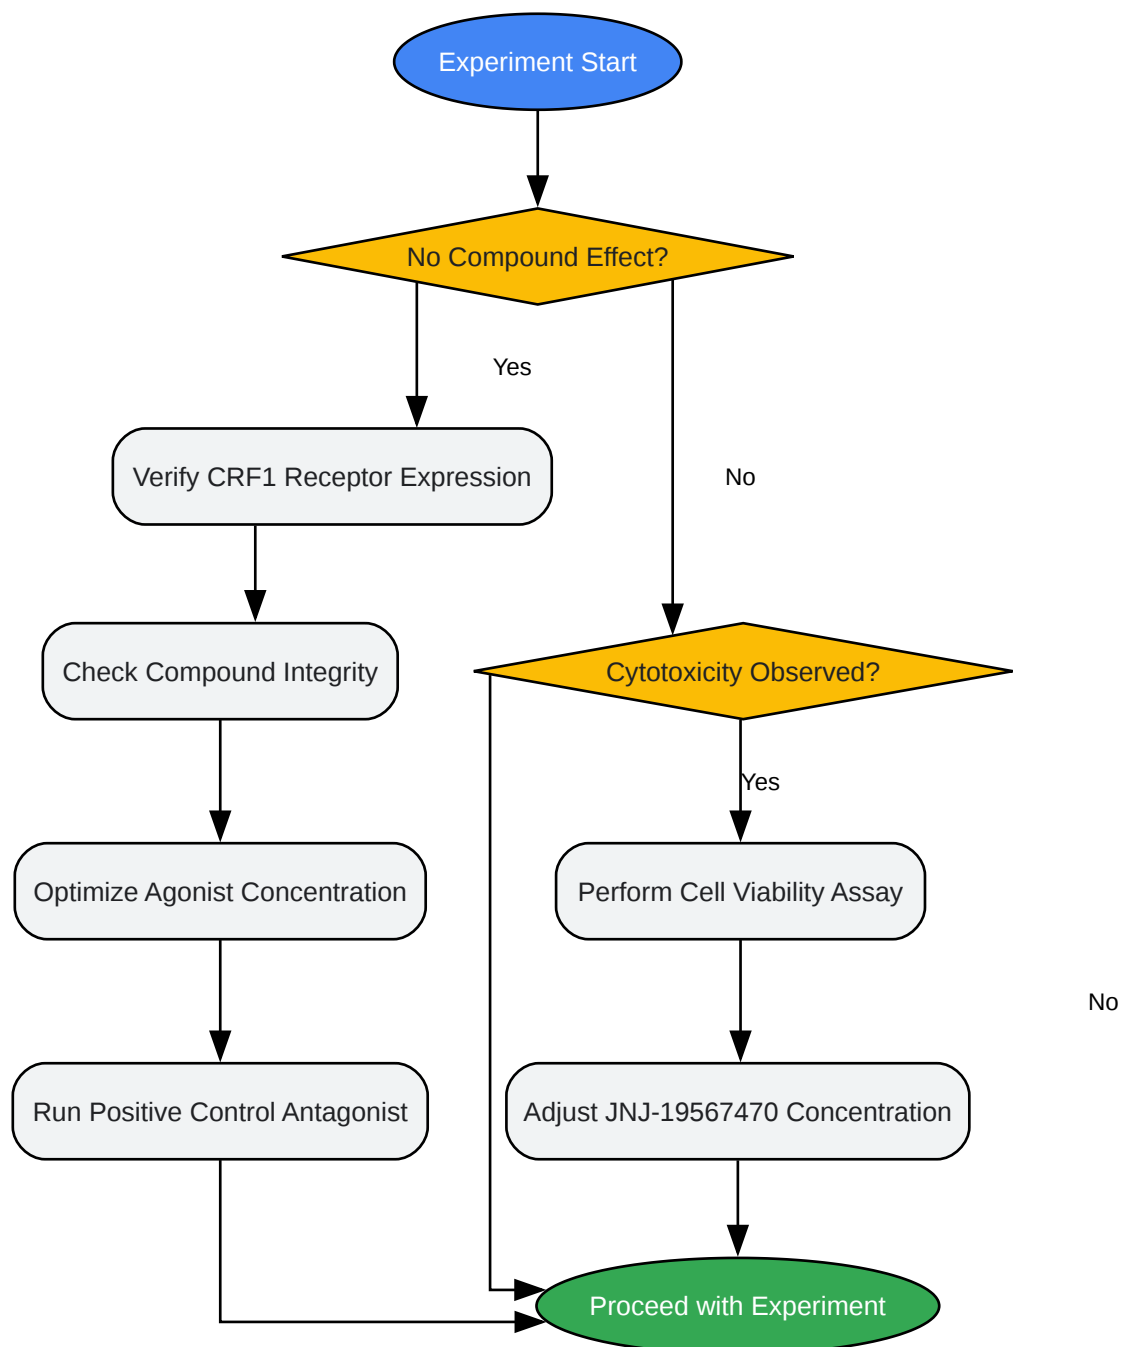 Experiment Start
No Compound Effect?
Yes
Verify CRF1 Receptor Expression
No
Check Compound Integrity
Cytotoxicity Observed?
Yes
Optimize Agonist Concentration
Perform Cell Viability Assay
No
Run Positive Control Antagonist
Adjust JNJ-19567470 Concentration
Proceed with Experiment